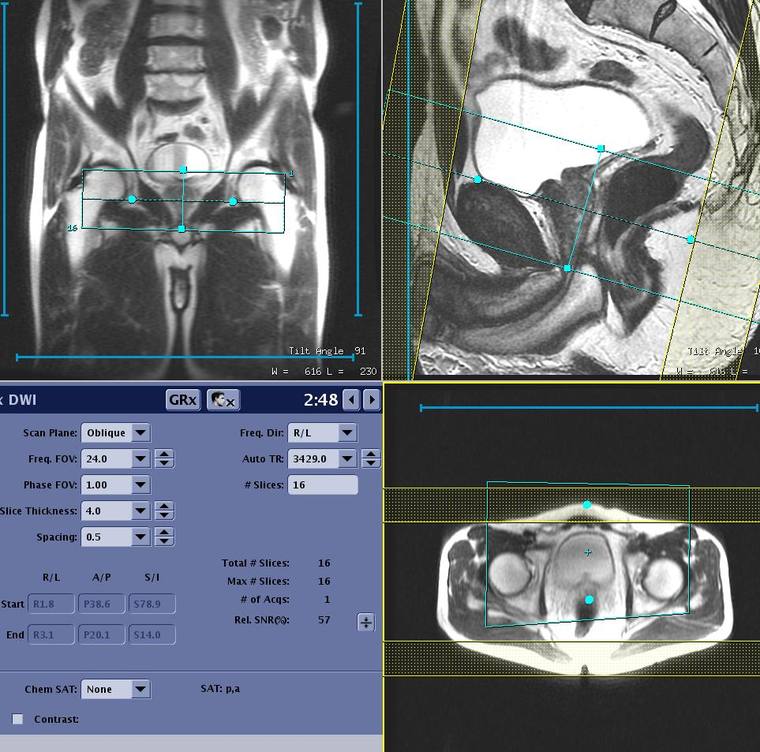 1
16
Tilt Angle 91
W = 616 L = 230
Tilt Angle
W =
x DWI GRx 2:48
Scan Plane: Oblique Freq. Dir: R/L
Freq. FOV: 24.0 Auto TR: 3429.0
Phase FOV: 1.00 # Slices: 16
Slice Thickness: 4.0
Spacing: 0.5
Total # Slices: 16
R/L A/P S/I Max # Slices: 16
Start R1.8 P38.6 S78.9 # of Acqs: 1
Rel. SNR(%): 57
End R3.1 P20.1 S14.0
Chem SAT: None SAT: p,a
Contrast: